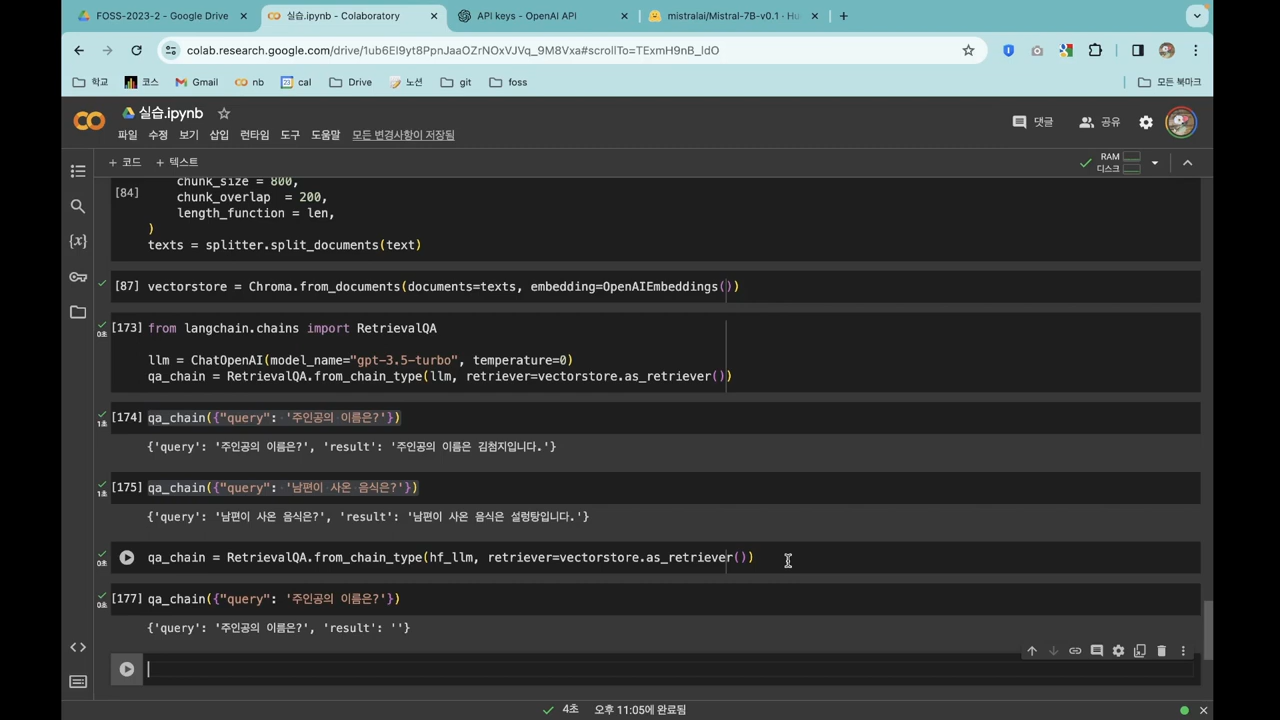 FOSS-2023-2 - Google Drive
실습.ipynb - Colaboratory
API keys - OpenAI API
mistralai/Mistral-7B-v0.1 · Hu
colab.research.google.com/drive/1ub6EI9yt8PpnJaaOZrNOxVJVq_9M8Vxa#scrollTo=TExmH9nB_ldO
학교 코스 Gmail nb cal Drive 노션 git foss 모든 북마크
실습.ipynb
댓글 공유
파일 수정 보기 삽입 런타임 도구 도움말 모든 변경사항이 저장됨
+ 코드 + 텍스트
RAM
디스크
chunk_size = 800,
[84]
chunk_overlap  = 200,
length_function = len,
)
texts = splitter.split_documents(text)
[87] vectorstore = Chroma.from_documents(documents=texts, embedding=OpenAIEmbeddings())
[173] from langchain.chains import RetrievalQA
0초
llm = ChatOpenAI(model_name="gpt-3.5-turbo", temperature=0)
qa_chain = RetrievalQA.from_chain_type(llm, retriever=vectorstore.as_retriever())
[174] qa_chain({"query": '주인공의 이름은?'})
1초
{'query': '주인공의 이름은?', 'result': '주인공의 이름은 김첨지입니다.'}
[175] qa_chain({"query": '남편이 사온 음식은?'})
1초
{'query': '남편이 사온 음식은?', 'result': '남편이 사온 음식은 설렁탕입니다.'}
qa_chain = RetrievalQA.from_chain_type(hf_llm, retriever=vectorstore.as_retriever())
0초
[177] qa_chain({"query": '주인공의 이름은?'})
0초
{'query': '주인공의 이름은?', 'result': ''}
4초 오후 11:05에 완료됨